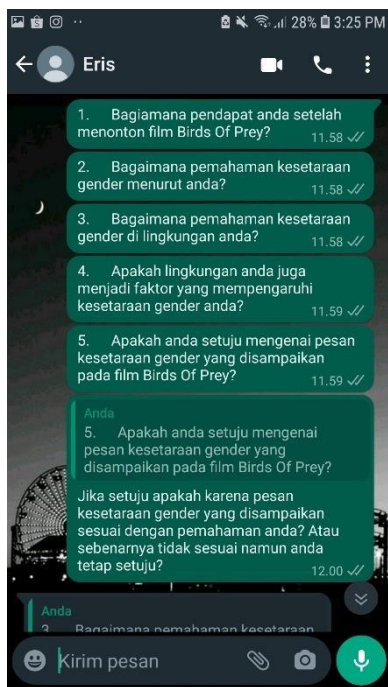 28% 3:25 PM
Eris
1. Bagiamana pendapat anda setelah
menonton film Birds Of Prey?
11.58
2. Bagaimana pemahaman kesetaraan
gender menurut anda?
11.58
3. Bagaimana pemahaman kesetaraan
gender di lingkungan anda?
11.58
4. Apakah lingkungan anda juga
menjadi faktor yang mempengaruhi
kesetaraan gender anda?
11.59
5. Apakah anda setuju mengenai pesan
kesetaraan gender yang disampaikan
pada film Birds Of Prey?
11.59
Anda
5. Apakah anda setuju mengenai
pesan kesetaraan gender yang
disampaikan pada film Birds Of Prey?
Jika setuju apakah karena pesan
kesetaraan gender yang disampaikan
sesuai dengan pemahaman anda? Atau
sebenarnya tidak sesuai namun anda
tetap setuju?
12.00
Anda
3. Bagaimana pemahaman kesetaraan
Kirim pesan